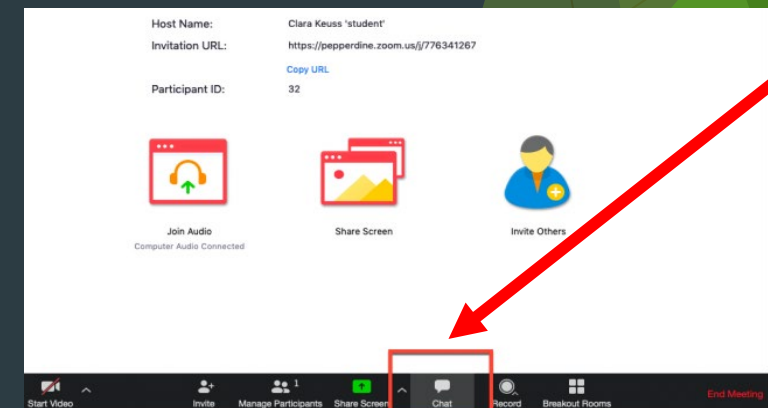 Host Name: Clara Keuss 'student'
Invitation URL: https://pepperdine.zoom.us/j/776341267
Copy URL
Participant ID: 32
Join Audio Share Screen Invite Others
Computer Audio Connected
1
Start Video Invite Manage Participants Share Screen Chat Record Breakout Rooms End Meeting